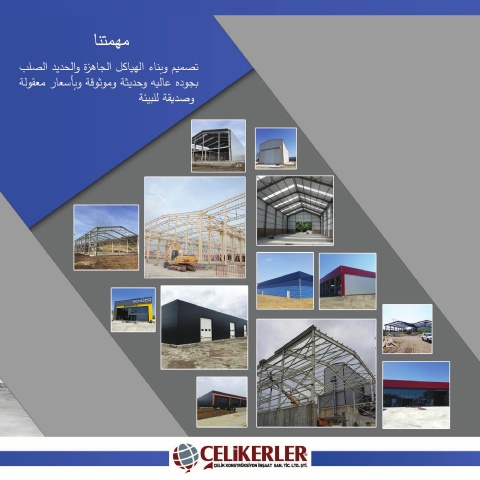 مهمتنا
تصميم وبناء الهياكل الجاهزة والحديد الصلب
بجوده عاليه وحديثة وموثوقة وبأسعار معقولة
وصديقة للبيئة
ÇELİKERLER
ÇELİK KONSTRÜKSİYON İNŞAAT SAN. TİC. LTD. ŞTİ.